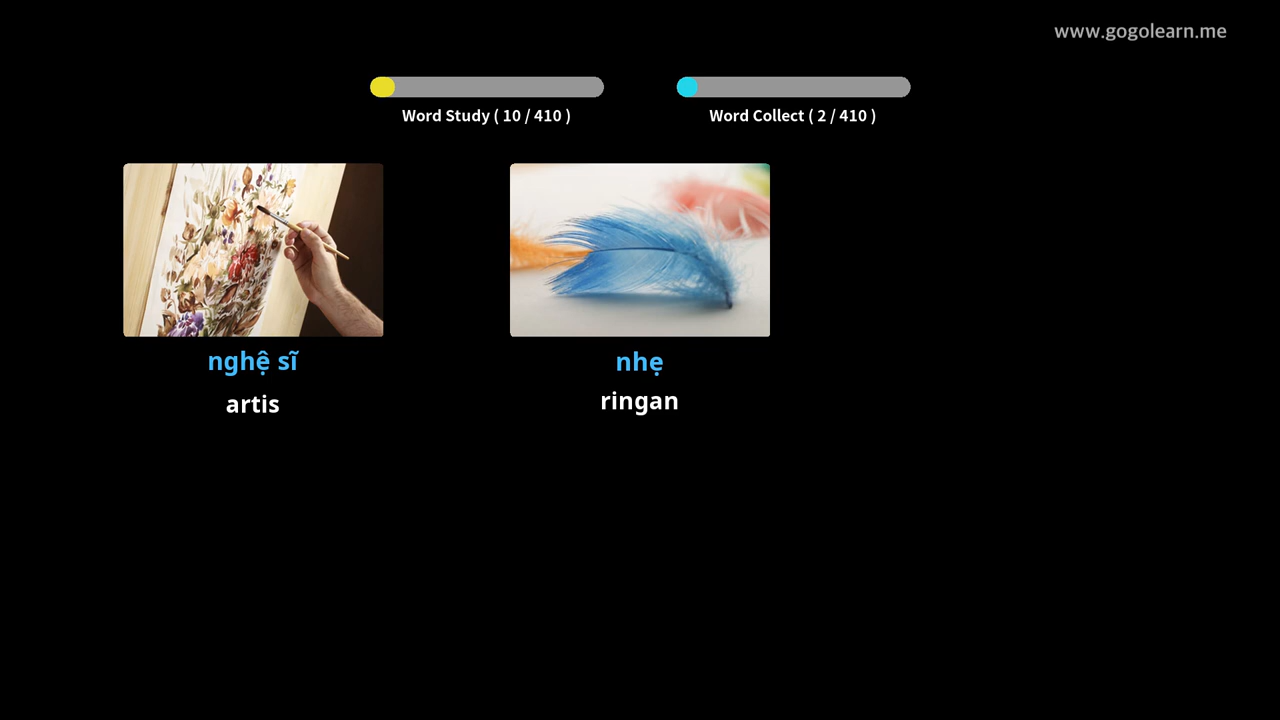 www.gogolearn.me
Word Study ( 10 / 410 )
Word Collect ( 2 / 410 )
nghệ sĩ
artis
nhẹ
ringan